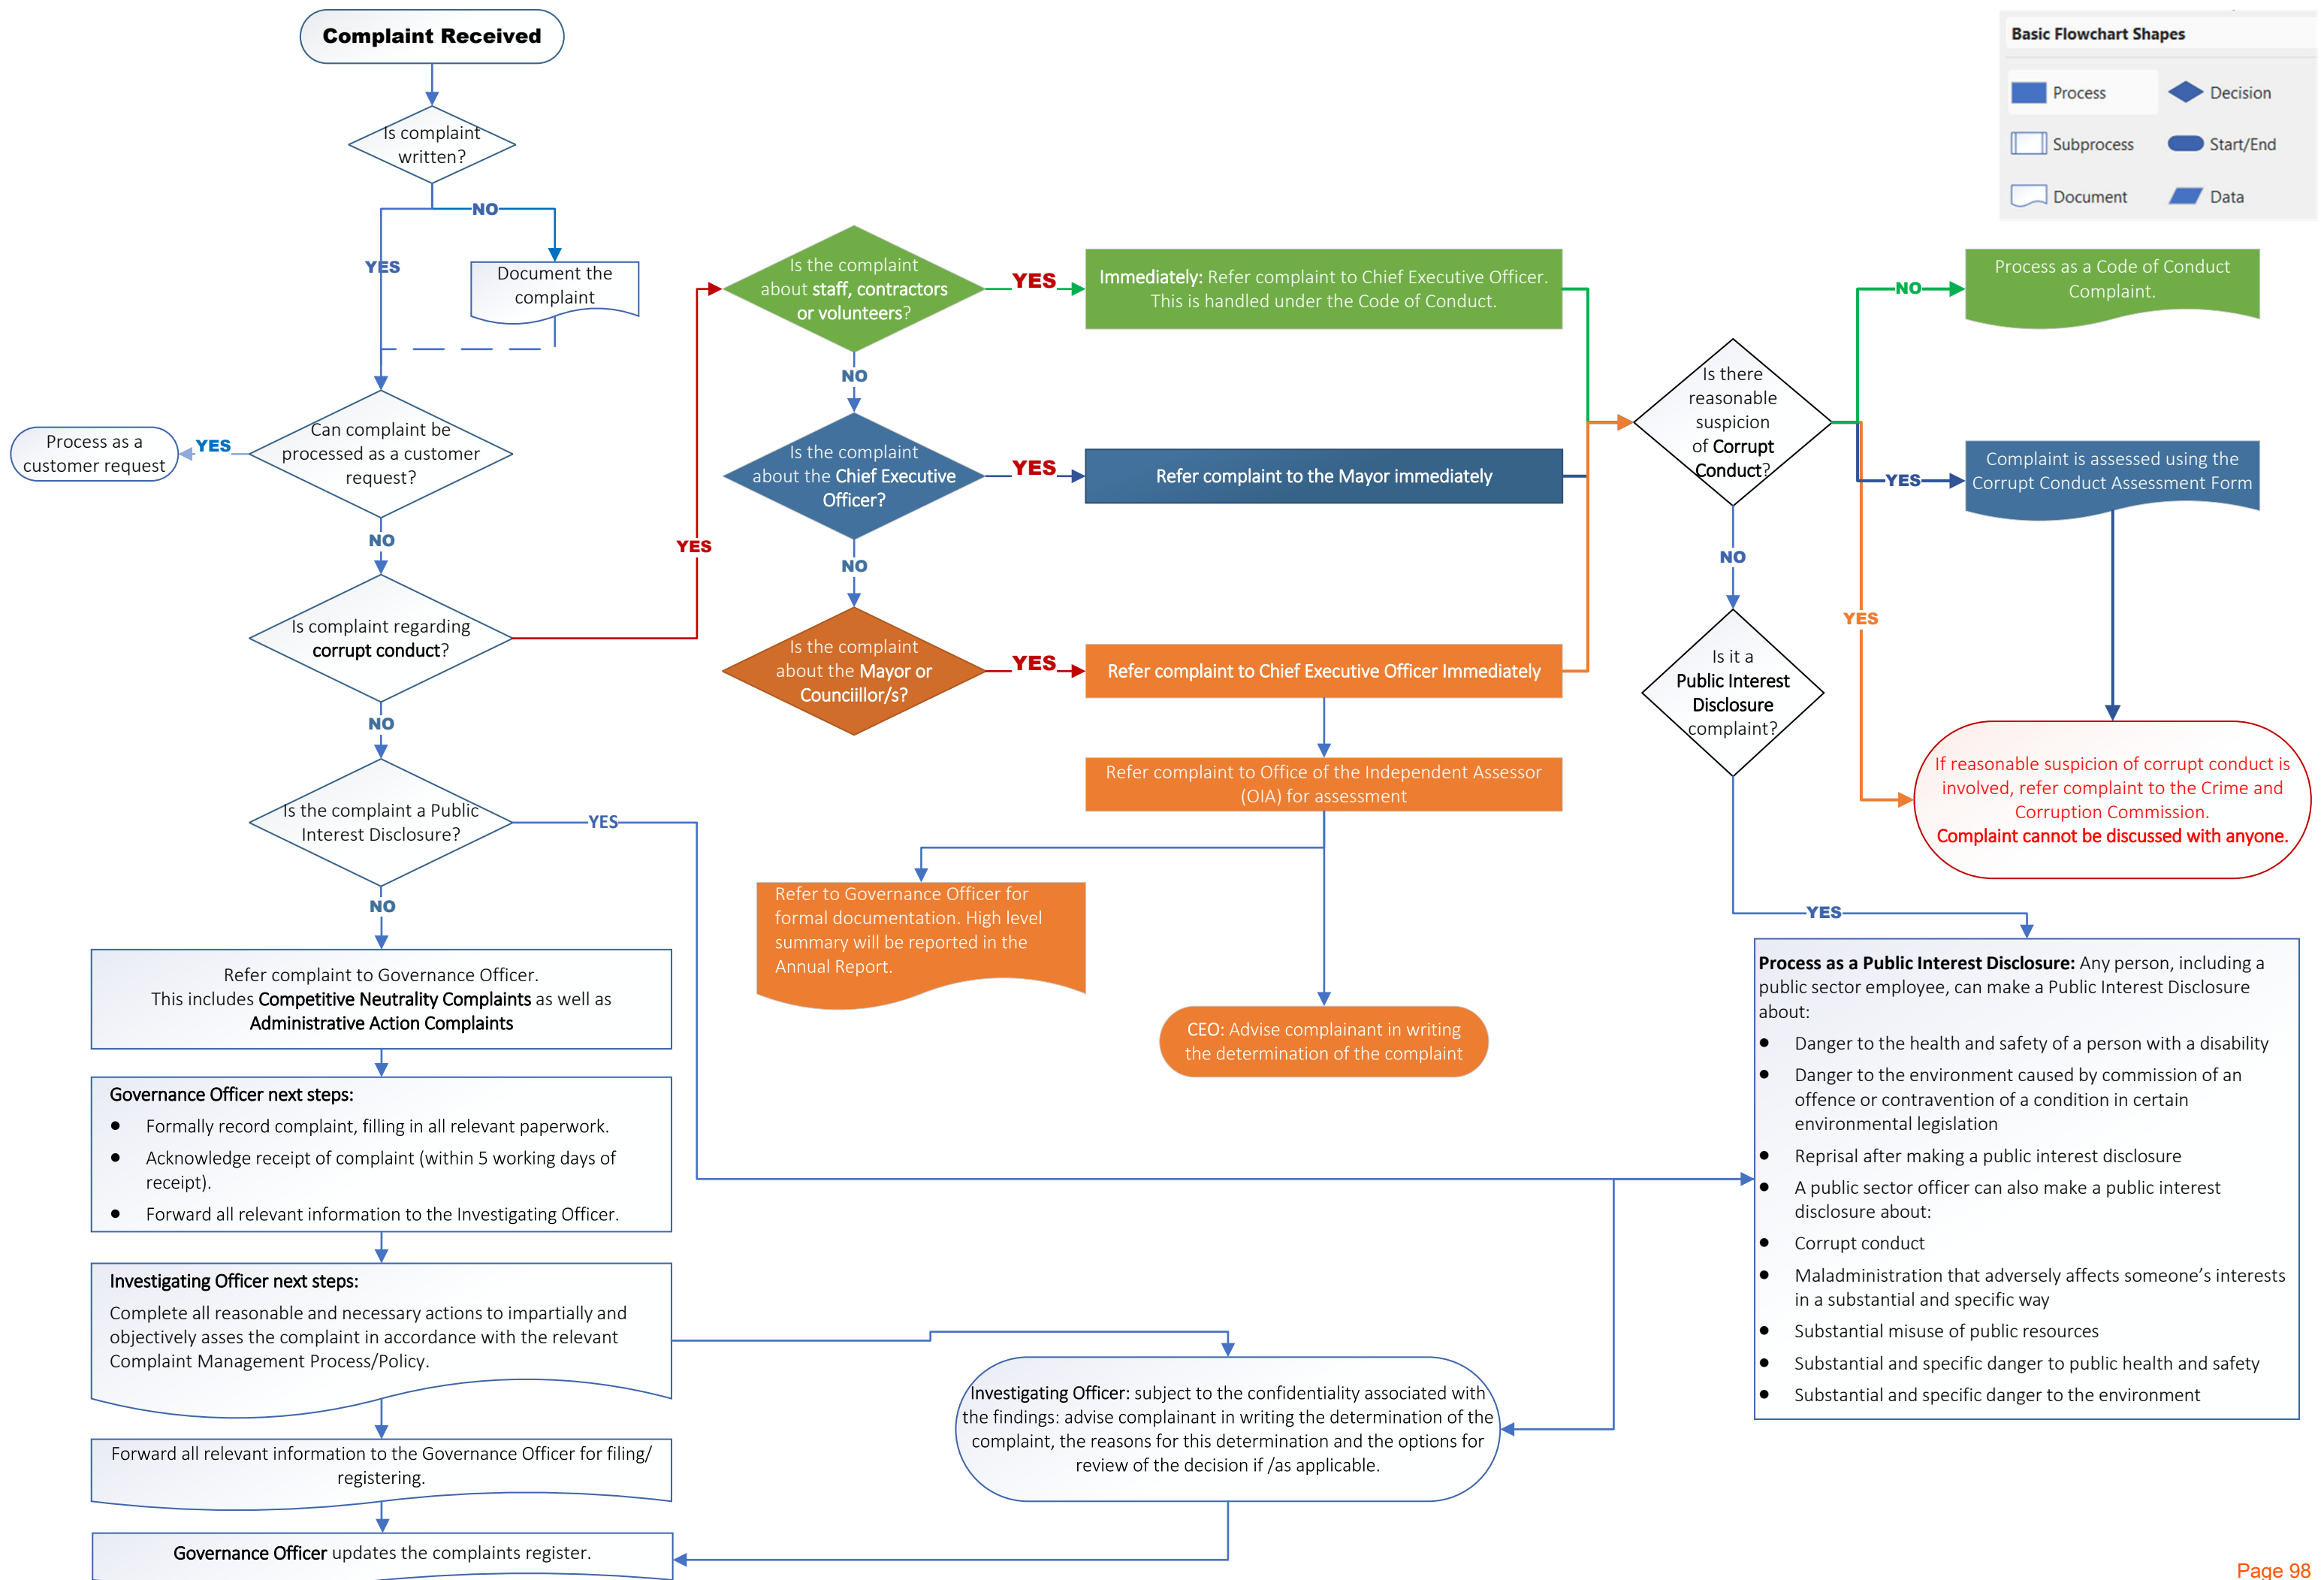 Complaint Received
Is complaint
written?
NO
YES
Document the
complaint
Can complaint be
processed as a customer
request?
YES
Process as a
customer request
NO
Is complaint regarding
corrupt conduct?
YES
NO
Is the complaint a Public
Interest Disclosure?
YES
NO
Refer complaint to Governance Officer.
This includes Competitive Neutrality Complaints as well as
Administrative Action Complaints
Governance Officer next steps:
● Formally record complaint, filling in all relevant paperwork.
● Acknowledge receipt of complaint (within 5 working days of
receipt).
● Forward all relevant information to the Investigating Officer.
Investigating Officer next steps:
Complete all reasonable and necessary actions to impartially and
objectively asses the complaint in accordance with the relevant
Complaint Management Process/Policy.
Forward all relevant information to the Governance Officer for filing/
registering.
Governance Officer updates the complaints register.
Is the complaint
about staff, contractors
or volunteers?
YES
Immediately: Refer complaint to Chief Executive Officer.
This is handled under the Code of Conduct.
NO
Is the complaint
about the Chief Executive
Officer?
YES
Refer complaint to the Mayor immediately
NO
Is the complaint
about the Mayor or
Counciillor/s?
YES
Refer complaint to Chief Executive Officer Immediately
Refer complaint to Office of the Independent Assessor
(OIA) for assessment
Refer to Governance Officer for
formal documentation. High level
summary will be reported in the
Annual Report.
CEO: Advise complainant in writing
the determination of the complaint
Investigating Officer: subject to the confidentiality associated with
the findings: advise complainant in writing the determination of the
complaint, the reasons for this determination and the options for
review of the decision if /as applicable.
Basic Flowchart Shapes
Process
Decision
Subprocess
Start/End
Document
Data
Is there
reasonable
suspicion
of Corrupt
Conduct?
NO
Process as a Code of Conduct
Complaint.
YES
Complaint is assessed using the
Corrupt Conduct Assessment Form
YES
If reasonable suspicion of corrupt conduct is
involved, refer complaint to the Crime and
Corruption Commission.
Complaint cannot be discussed with anyone.
NO
Is it a
Public Interest
Disclosure
complaint?
YES
Process as a Public Interest Disclosure: Any person, including a
public sector employee, can make a Public Interest Disclosure
about:
● Danger to the health and safety of a person with a disability
● Danger to the environment caused by commission of an
offence or contravention of a condition in certain
environmental legislation
● Reprisal after making a public interest disclosure
● A public sector officer can also make a public interest
disclosure about:
● Corrupt conduct
● Maladministration that adversely affects someone’s interests
in a substantial and specific way
● Substantial misuse of public resources
● Substantial and specific danger to public health and safety
● Substantial and specific danger to the environment
Page 98